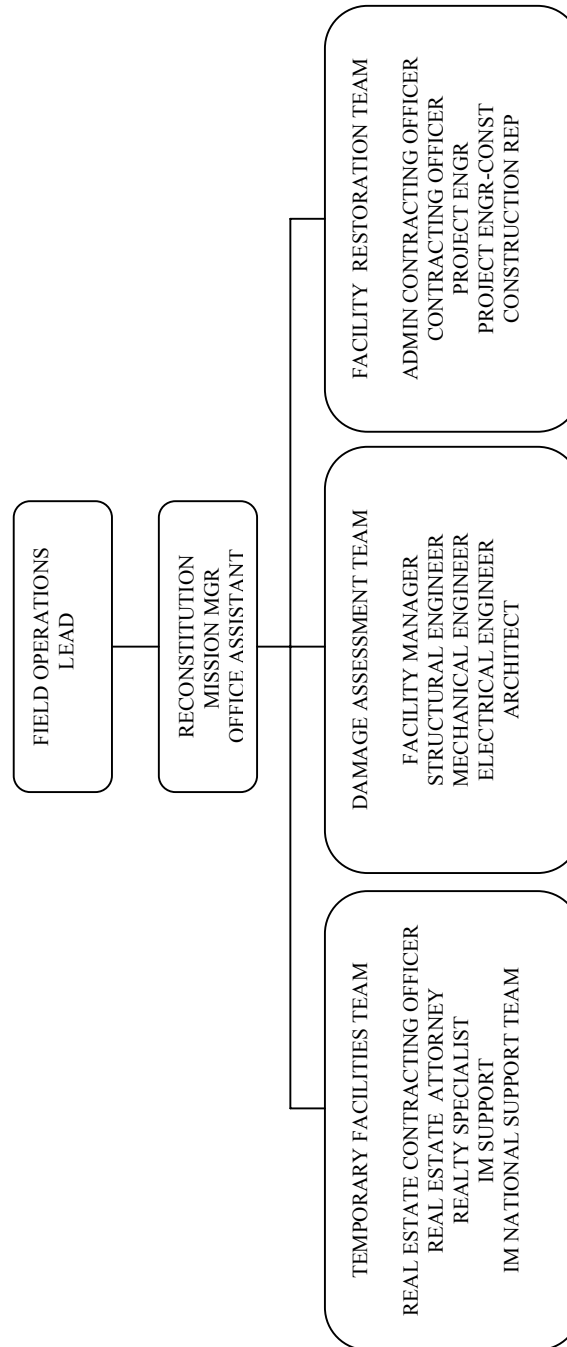 FIELD OPERATIONS
LEAD
RECONSTITUTION
MISSION MGR
OFFICE ASSISTANT
TEMPORARY FACILITIES TEAM
REAL ESTATE CONTRACTING OFFICER
REAL ESTATE ATTORNEY
REALTY SPECIALIST
IM SUPPORT
IM NATIONAL SUPPORT TEAM
DAMAGE ASSESSMENT TEAM
FACILITY MANAGER
STRUCTURAL ENGINEER
MECHANICAL ENGINEER
ELECTRICAL ENGINEER
ARCHITECT
FACILITY RESTORATION TEAM
ADMIN CONTRACTING OFFICER
CONTRACTING OFFICER
PROJECT ENGR
PROJECT ENGR-CONST
CONSTRUCTION REP